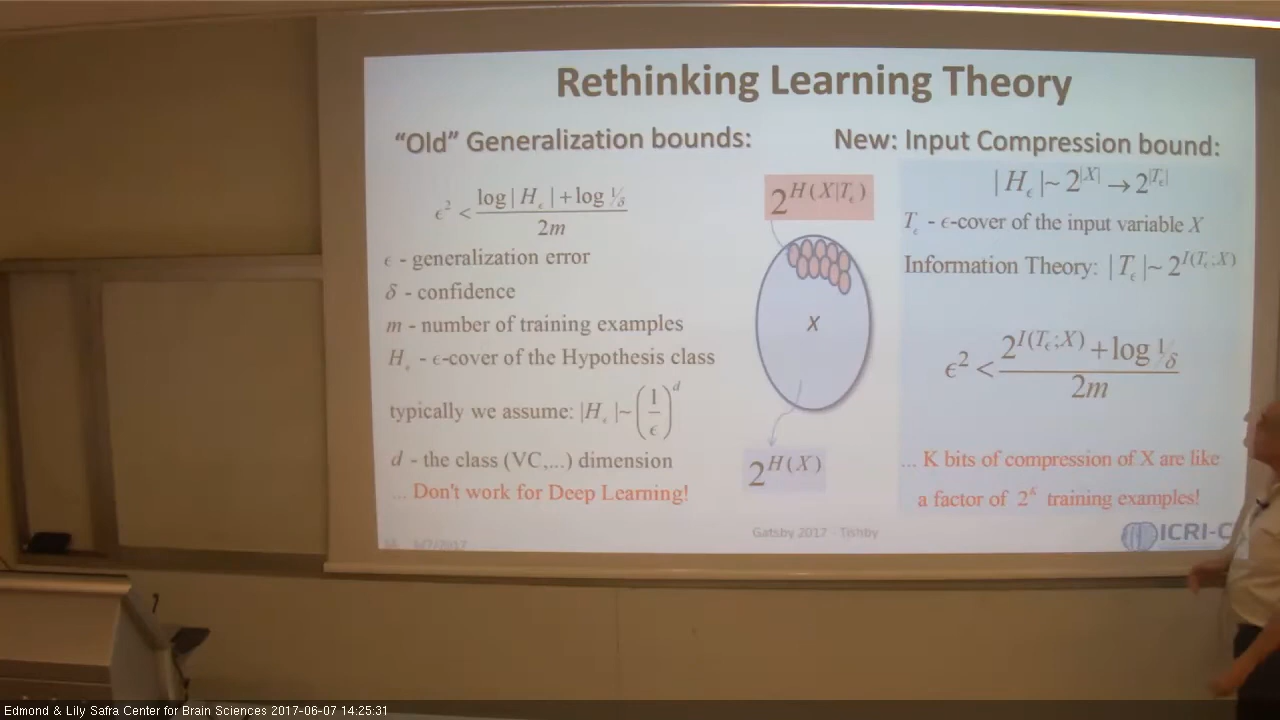 Rethinking Learning Theory
“Old” Generalization bounds:
ϵ² < (log | H_ϵ | + log 1/δ) / 2m
ϵ - generalization error
δ - confidence
m - number of training examples
H_ϵ - ϵ-cover of the Hypothesis class
typically we assume: |H_ϵ| ~ (1/ϵ)^d
d - the class (VC,...) dimension
... Don't work for Deep Learning!
2^{H(X|T_ϵ)}
X
2^{H(X)}
New: Input Compression bound:
| H_ϵ | ~ 2^{|X|} → 2^{|T_ϵ|}
T_ϵ - ϵ-cover of the input variable X
Information Theory: | T_ϵ | ~ 2^{I(T_ϵ;X)}
ϵ² < (2^{I(T_ϵ;X)} + log 1/δ) / 2m
... K bits of compression of X are like
a factor of 2^K training examples!
Gatsby 2017 - Tishby
ICRI-C
Edmond & Lily Safra Center for Brain Sciences 2017-06-07 14:25:31